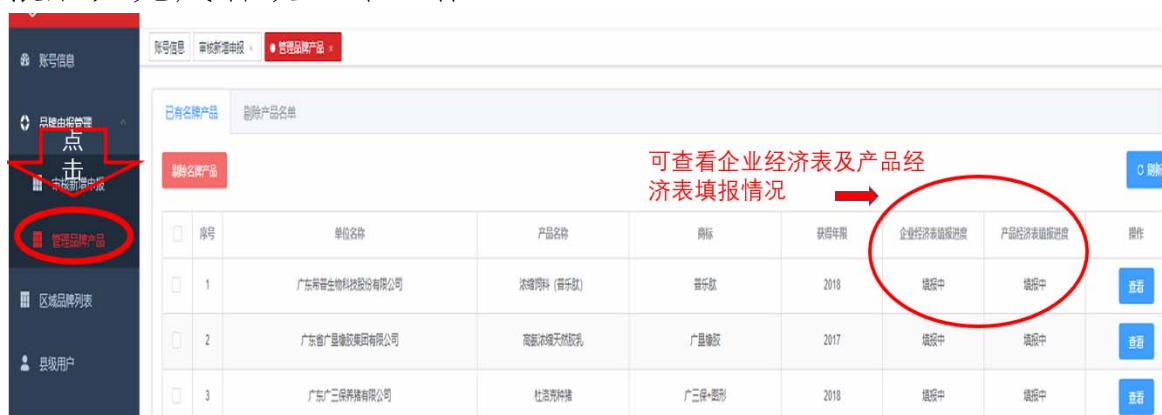 账号信息 审核新增申报 × ● 管理品牌产品 ×
账号信息
品牌申报管理
点
击
审核新增申报
管理品牌产品
区域品牌列表
县级用户
已有名牌产品 剔除产品名单
剔除名牌产品
可查看企业经济表及产品经
济表填报情况
刷新
序号 单位名称 产品名称 商标 获得年限 企业经济表填报进度 产品经济表填报进度 操作
1 广东希普生物科技股份有限公司 浓缩饲料（普乐肽） 普乐肽 2018 填报中 填报中 查看
2 广东省广垦橡胶集团有限公司 高氨浓缩天然胶乳 广垦橡胶 2017 填报中 填报中 查看
3 广东广三保养猪有限公司 杜洛克种猪 广三保+图形 2018 填报中 填报中 查看